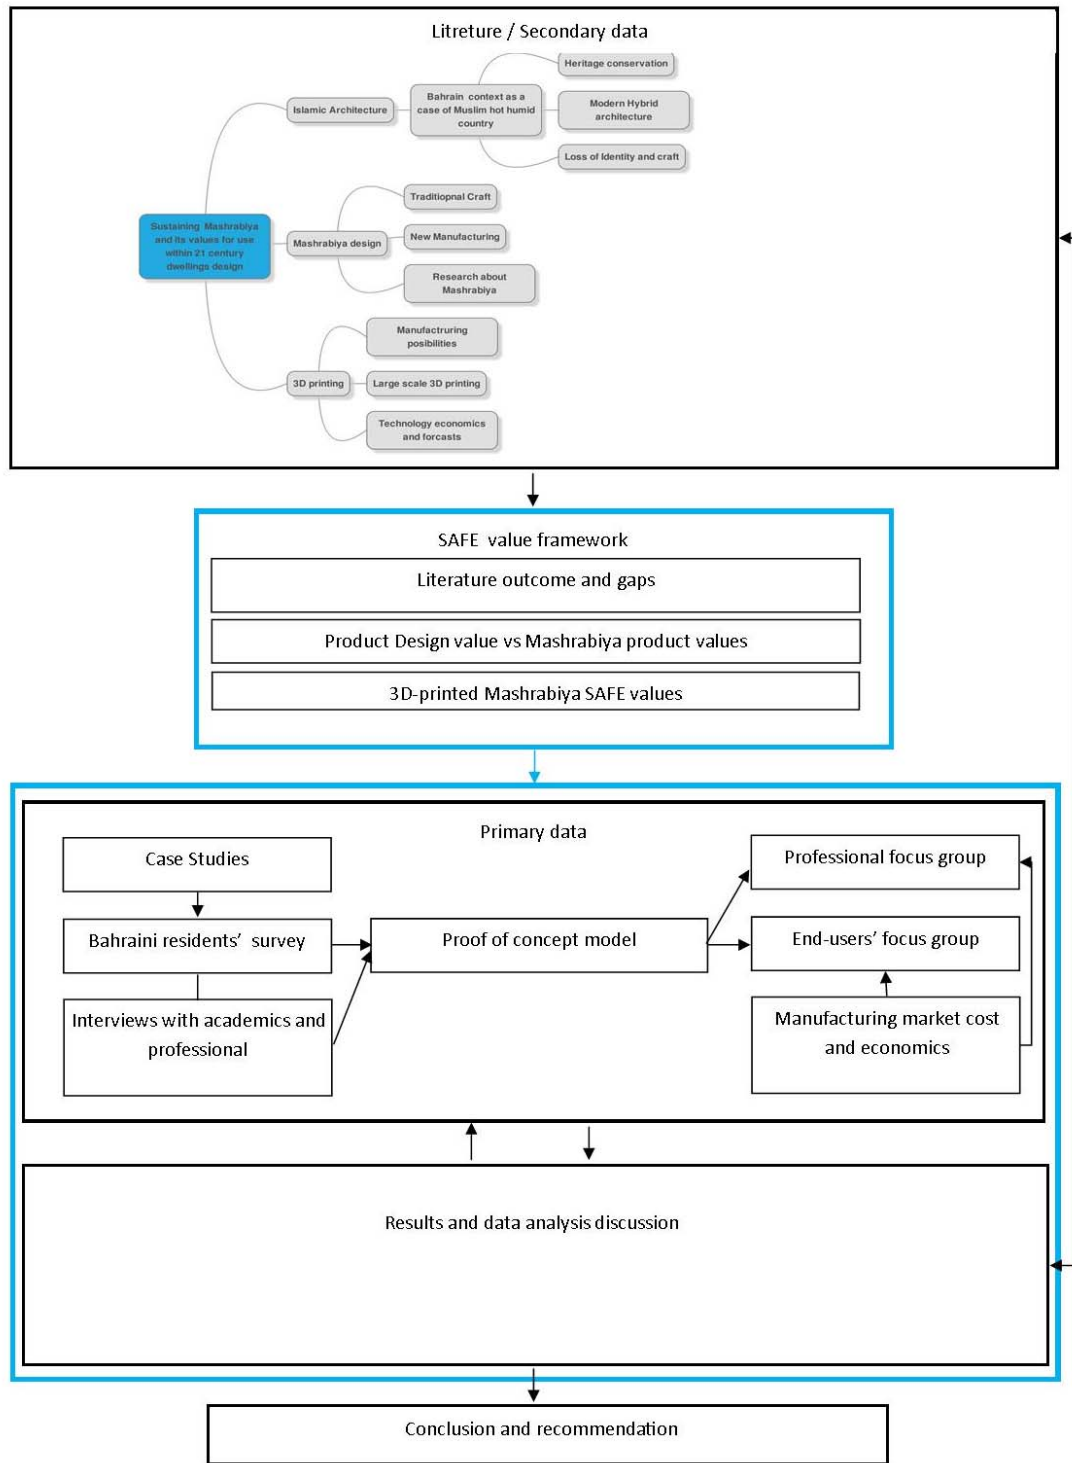 Litreture / Secondary data
Heritage conservation
Islamic Architecture
Bahrain context as a
case of Muslim hot humid
country
Modern Hybrid
architecture
Loss of Identity and craft
Sustaining Mashrabiya
and its values for use
within 21 century
dwellings design
Mashrabiya design
Traditiopnal Craft
New Manufacturing
Research about
Mashrabiya
3D printing
Manufactruring
posibilities
Large scale 3D printing
Technology economics
and forcasts
SAFE value framework
Literature outcome and gaps
Product Design value vs Mashrabiya product values
3D-printed Mashrabiya SAFE values
Primary data
Case Studies
Bahraini residents’ survey
Interviews with academics and
professional
Proof of concept model
Professional focus group
End-users’ focus group
Manufacturing market cost
and economics
Results and data analysis discussion
Conclusion and recommendation